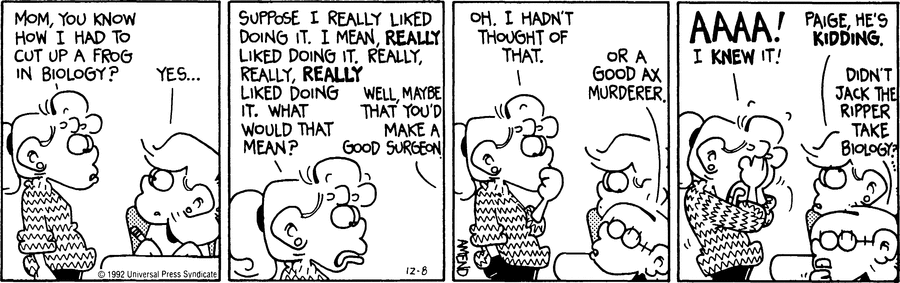 MOM, YOU KNOW
HOW I HAD TO
CUT UP A FROG
IN BIOLOGY?
YES...
© 1992 Universal Press Syndicate
SUPPOSE I REALLY LIKED
DOING IT. I MEAN, REALLY
LIKED DOING IT. REALLY,
REALLY, REALLY
LIKED DOING
IT. WHAT
WOULD THAT
MEAN?
WELL, MAYBE
THAT YOU'D
MAKE A
GOOD SURGEON.
12-8
OH. I HADN'T
THOUGHT OF
THAT.
OR A
GOOD AX
MURDERER.
AMEND
AAAA!
I KNEW IT!
PAIGE, HE'S
KIDDING.
DIDN'T
JACK THE
RIPPER
TAKE
BIOLOGY?